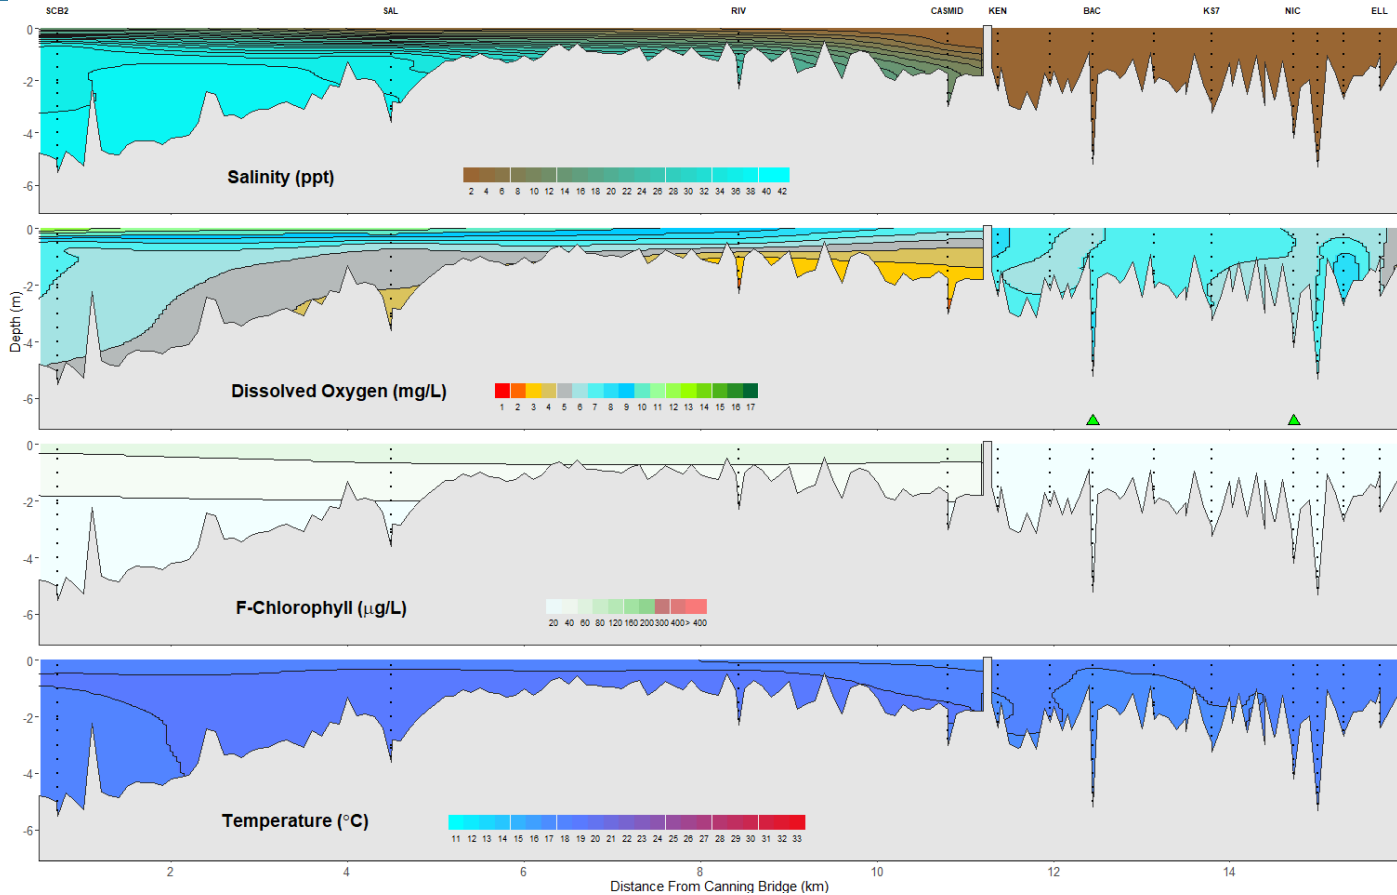 SCB2 SAL RIV CASMID KEN BAC KS7 NIC ELL
0
-2
-4
-6
Salinity (ppt)
2 4 6 8 10 12 14 16 18 20 22 24 26 28 30 32 34 36 38 40 42
0
-2
-4
-6
Depth (m)
Dissolved Oxygen (mg/L)
1 2 3 4 5 6 7 8 9 10 11 12 13 14 15 16 17
0
-2
-4
-6
F-Chlorophyll (μg/L)
20 40 60 80 120 160 200 300 400 > 400
0
-2
-4
-6
Temperature (°C)
11 12 13 14 15 16 17 18 19 20 21 22 23 24 25 26 27 28 29 30 31 32 33
2 4 6 8 10 12 14
Distance From Canning Bridge (km)